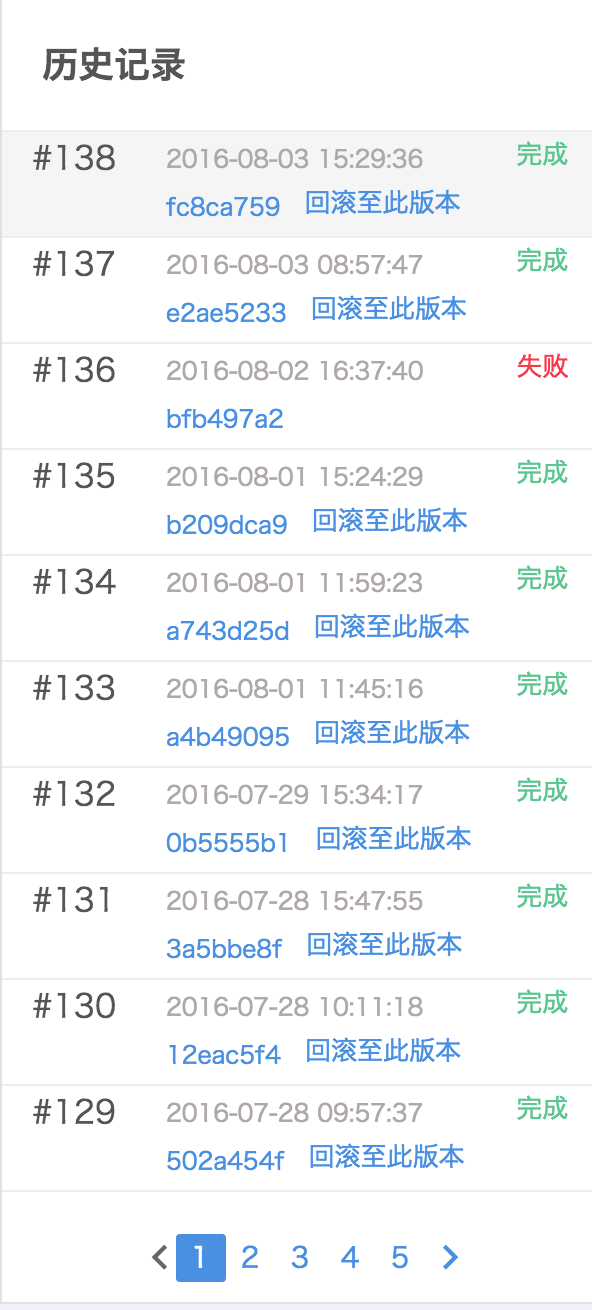 历史记录
#138 2016-08-03 15:29:36 完成
fc8ca759 回滚至此版本
#137 2016-08-03 08:57:47 完成
e2ae5233 回滚至此版本
#136 2016-08-02 16:37:40 失败
bfb497a2
#135 2016-08-01 15:24:29 完成
b209dca9 回滚至此版本
#134 2016-08-01 11:59:23 完成
a743d25d 回滚至此版本
#133 2016-08-01 11:45:16 完成
a4b49095 回滚至此版本
#132 2016-07-29 15:34:17 完成
0b5555b1 回滚至此版本
#131 2016-07-28 15:47:55 完成
3a5bbe8f 回滚至此版本
#130 2016-07-28 10:11:18 完成
12eac5f4 回滚至此版本
#129 2016-07-28 09:57:37 完成
502a454f 回滚至此版本
1 2 3 4 5